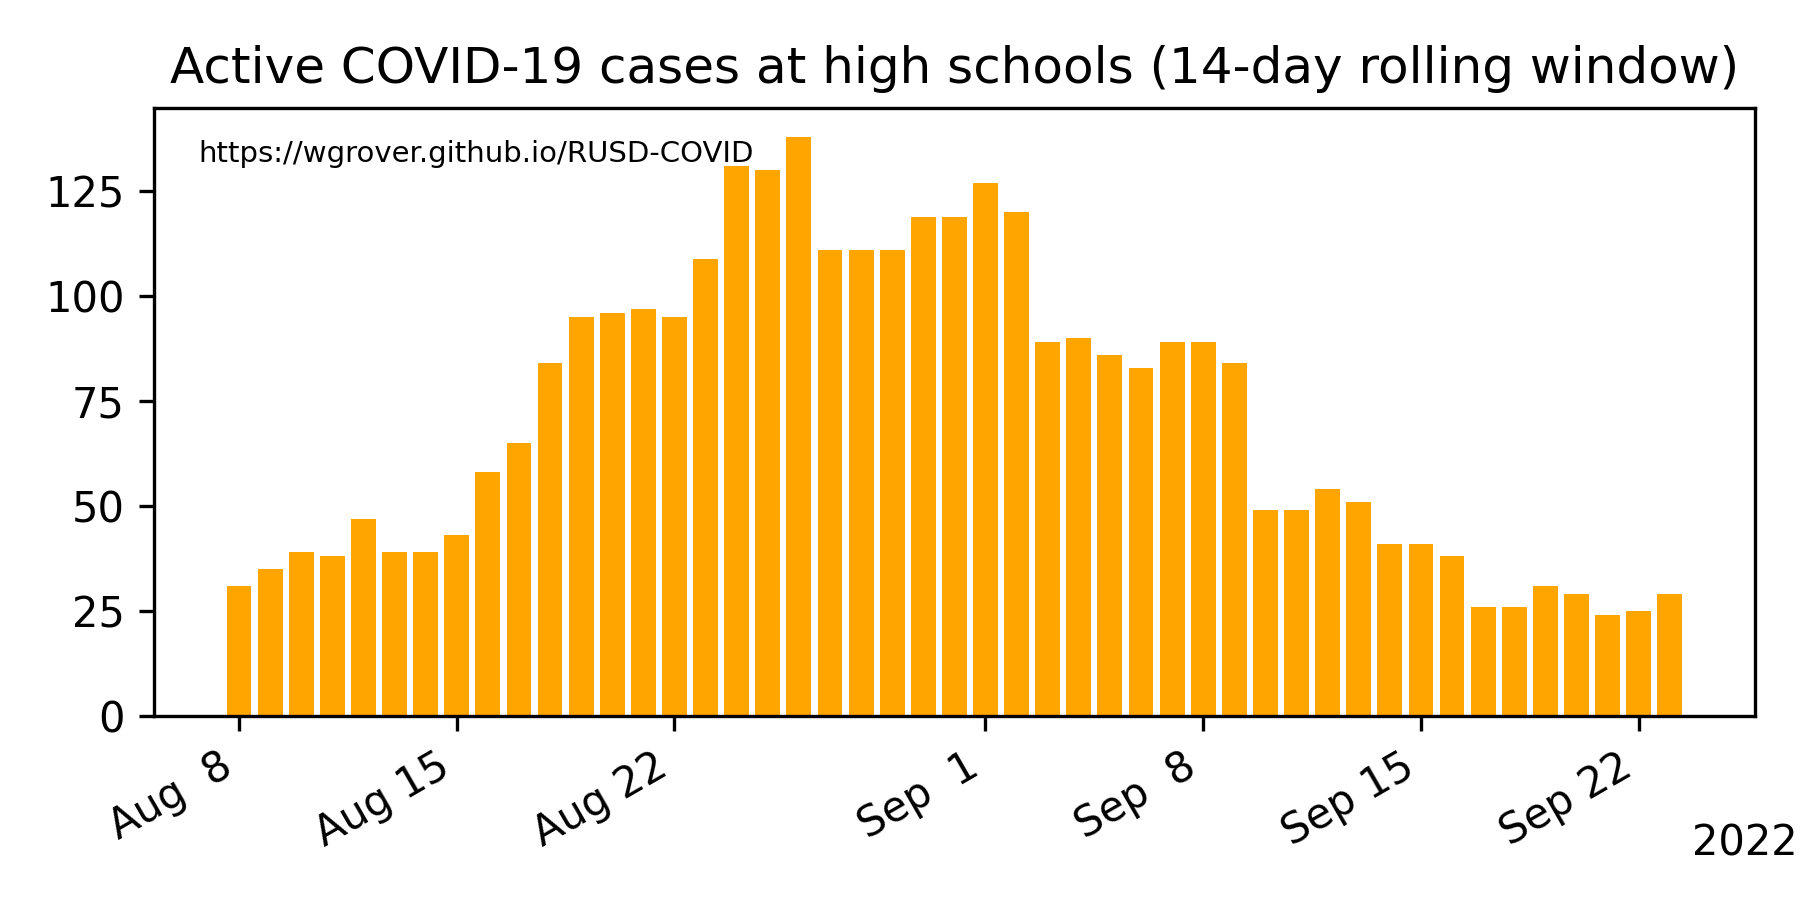 Active COVID-19 cases at high schools (14-day rolling window)
https://wgrover.github.io/RUSD-COVID
125
100
75
50
25
0
Aug 8
Aug 15
Aug 22
Sep 1
Sep 8
Sep 15
Sep 22
2022